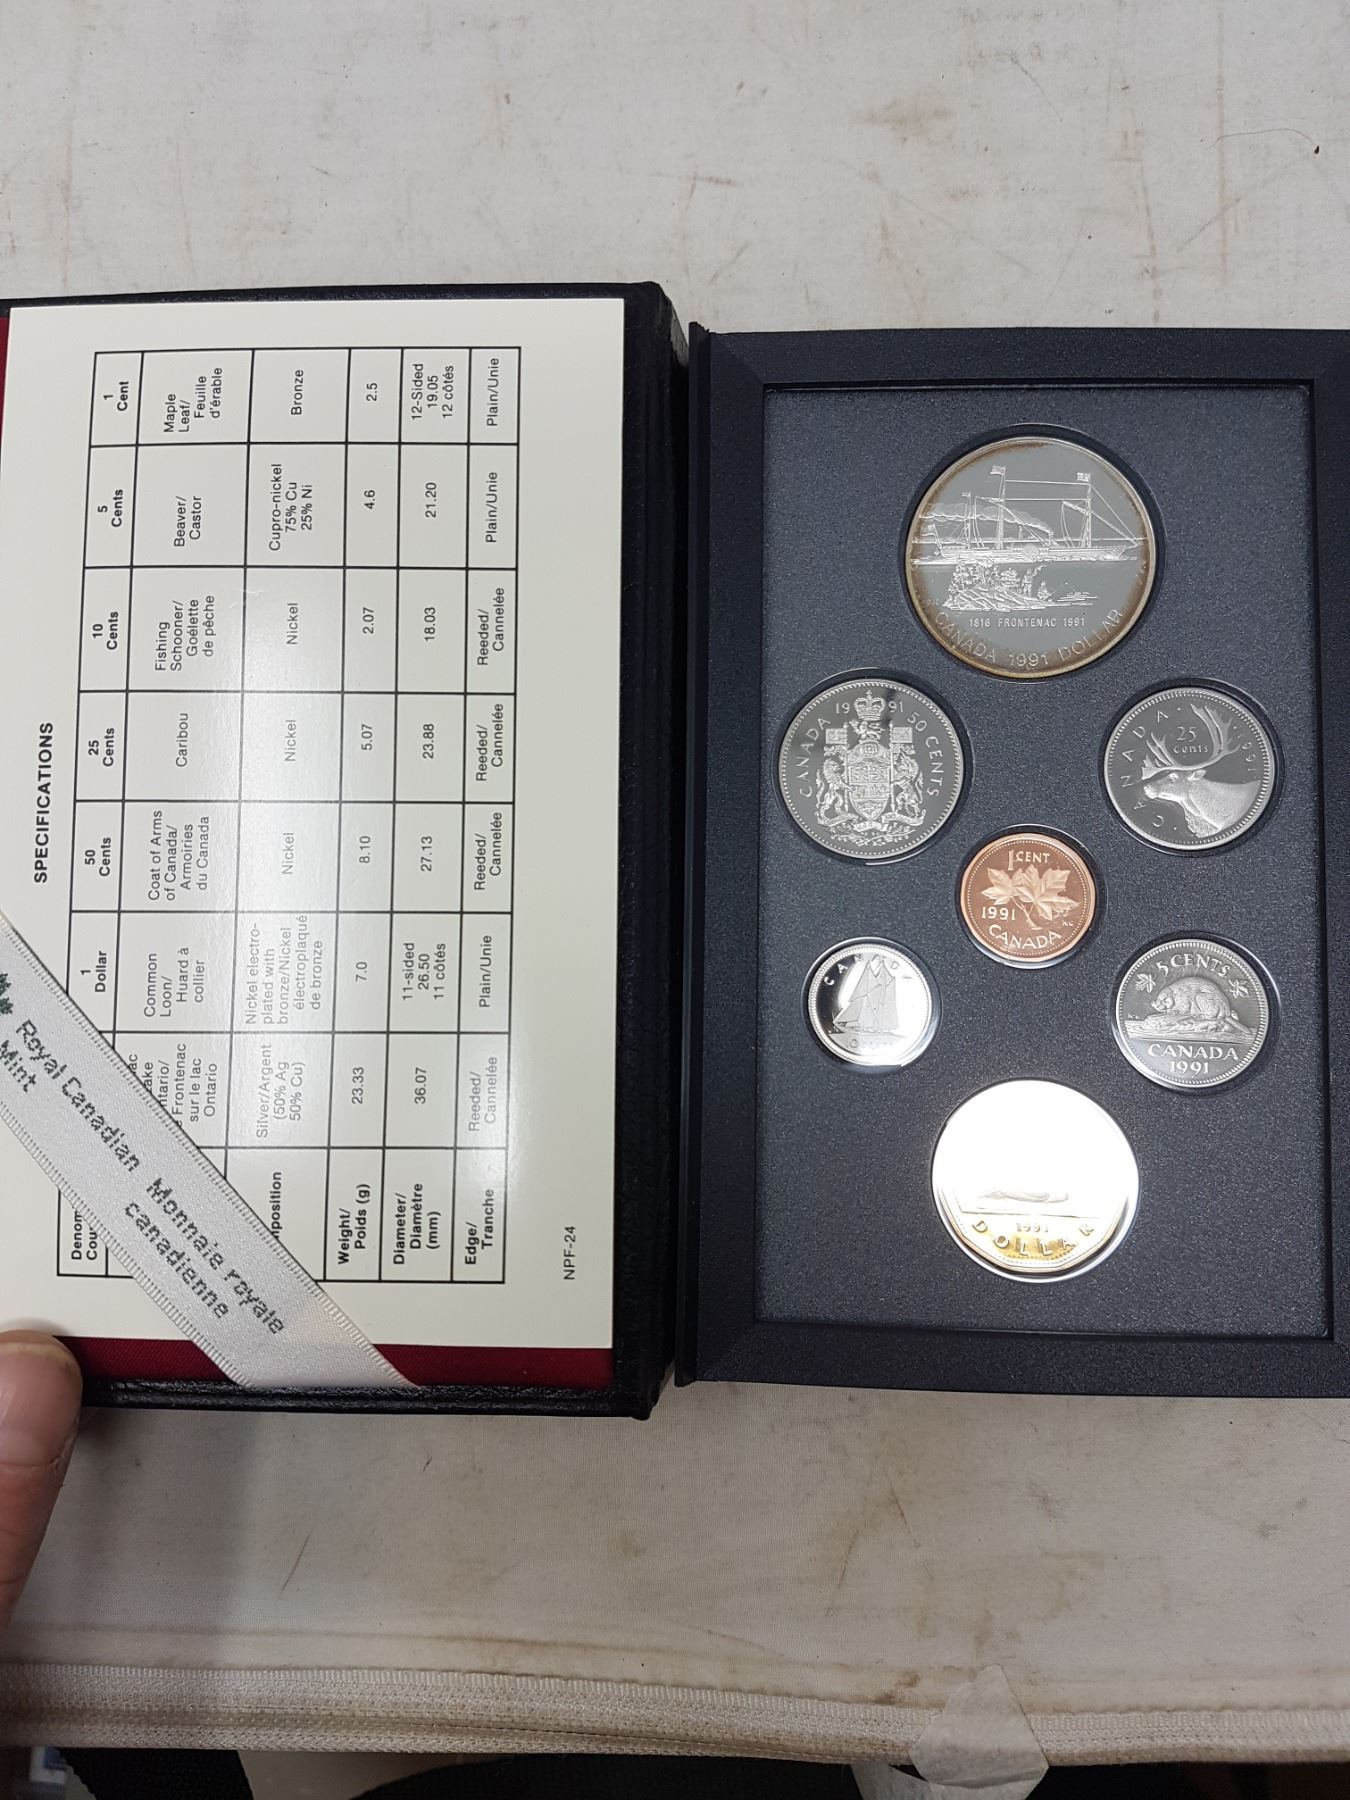 SPECIFICATIONS
1
Dollar
50
Cents
25
Cents
10
Cents
5
Cents
1
Cent
Frontenac
sur le lac
Ontario
Common
Loon/
Huard à
collier
Coat of Arms
of Canada/
Armoiries
du Canada
Caribou
Fishing
Schooner/
Goélette
de pêche
Beaver/
Castor
Maple
Leaf/
Feuille
d'érable
Silver/Argent
(50% Ag
50% Cu)
Nickel electro-
plated with
bronze/Nickel
électroplaqué
de bronze
Nickel
Nickel
Nickel
Cupro-nickel
75% Cu
25% Ni
Bronze
Weight/
Poids (g)
23.33
7.0
8.10
5.07
2.07
4.6
2.5
Diameter/
Diamètre
(mm)
36.07
11-sided
26.50
11 côtés
27.13
23.88
18.03
21.20
12-Sided
19.05
12 côtés
Edge/
Tranche
Reeded/
Cannelée
Plain/Unie
Reeded/
Cannelée
Reeded/
Cannelée
Reeded/
Cannelée
Plain/Unie
Plain/Unie
NPF-24
Royal Canadian Monnaie royale
Mint canadienne
1816 FRONTENAC 1991
CANADA 1991 DOLLAR
CANADA 1991 50 CENTS
CANADA 1991
25
cents
1 CENT
1991
CANADA
CANADA
5 CENTS
CANADA
1991
1991
DOLLAR